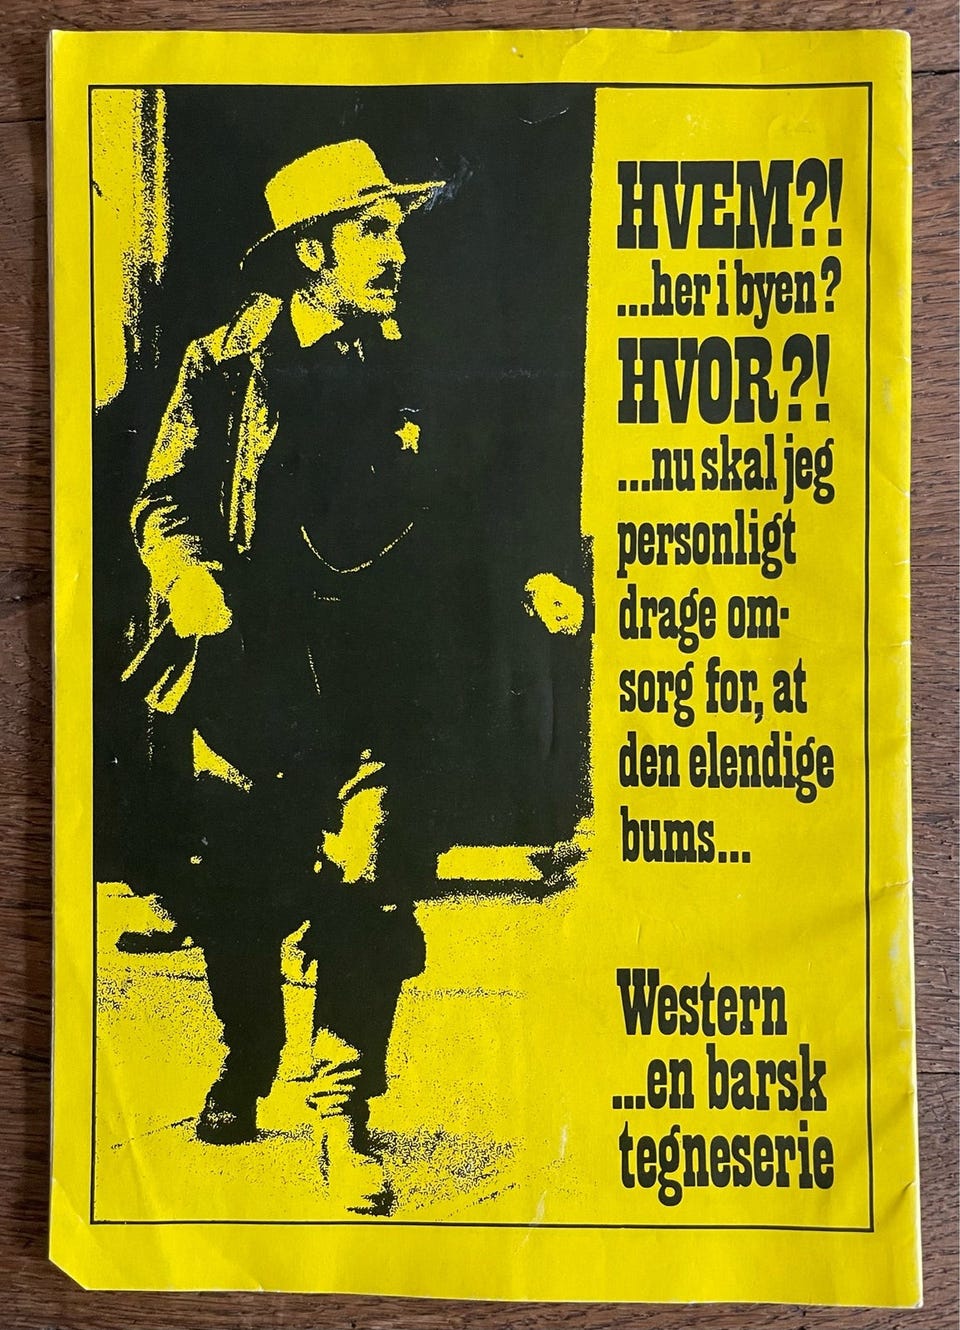 HVEM?!
...her i byen?
HVOR?!
...nu skal jeg
personligt
drage om-
sorg for, at
den elendige
bums...
Western
...en barsk
tegneserie